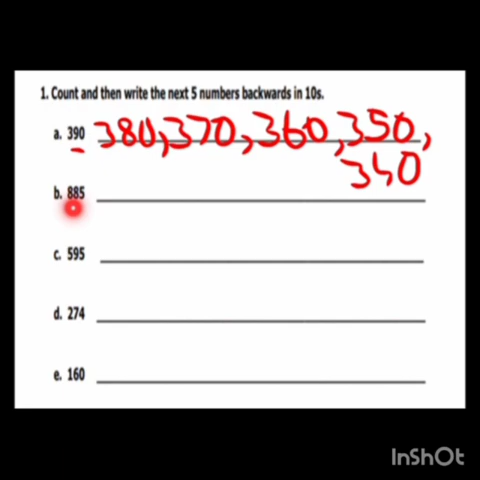 1. Count and then write the next 5 numbers backwards in 10s.
a. 390 380, 370, 360, 350,
340
b. 885
c. 595
d. 274
e. 160
InShOt